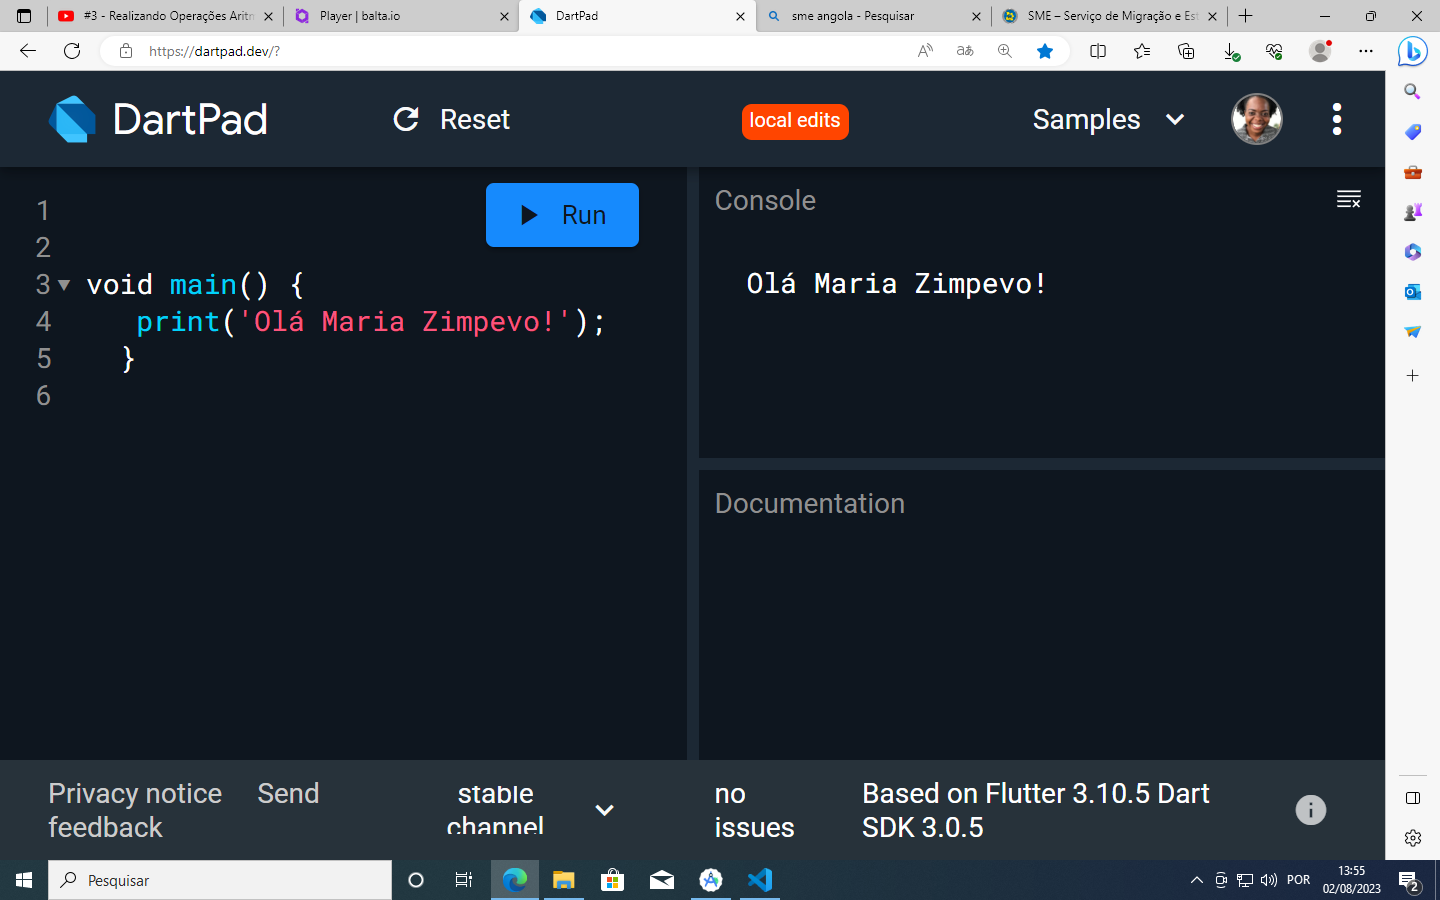 #3 - Realizando Operações Aritm
Player | balta.io
DartPad
sme angola - Pesquisar
SME – Serviço de Migração e Est
https://dartpad.dev/?
DartPad
Reset
local edits
Samples
1
2
3 void main() {
4 print('Olá Maria Zimpevo!');
5 }
6
Run
Console
Olá Maria Zimpevo!
Documentation
Privacy notice Send
feedback
stable
channel
no
issues
Based on Flutter 3.10.5 Dart
SDK 3.0.5
Pesquisar
POR
13:55
02/08/2023
2